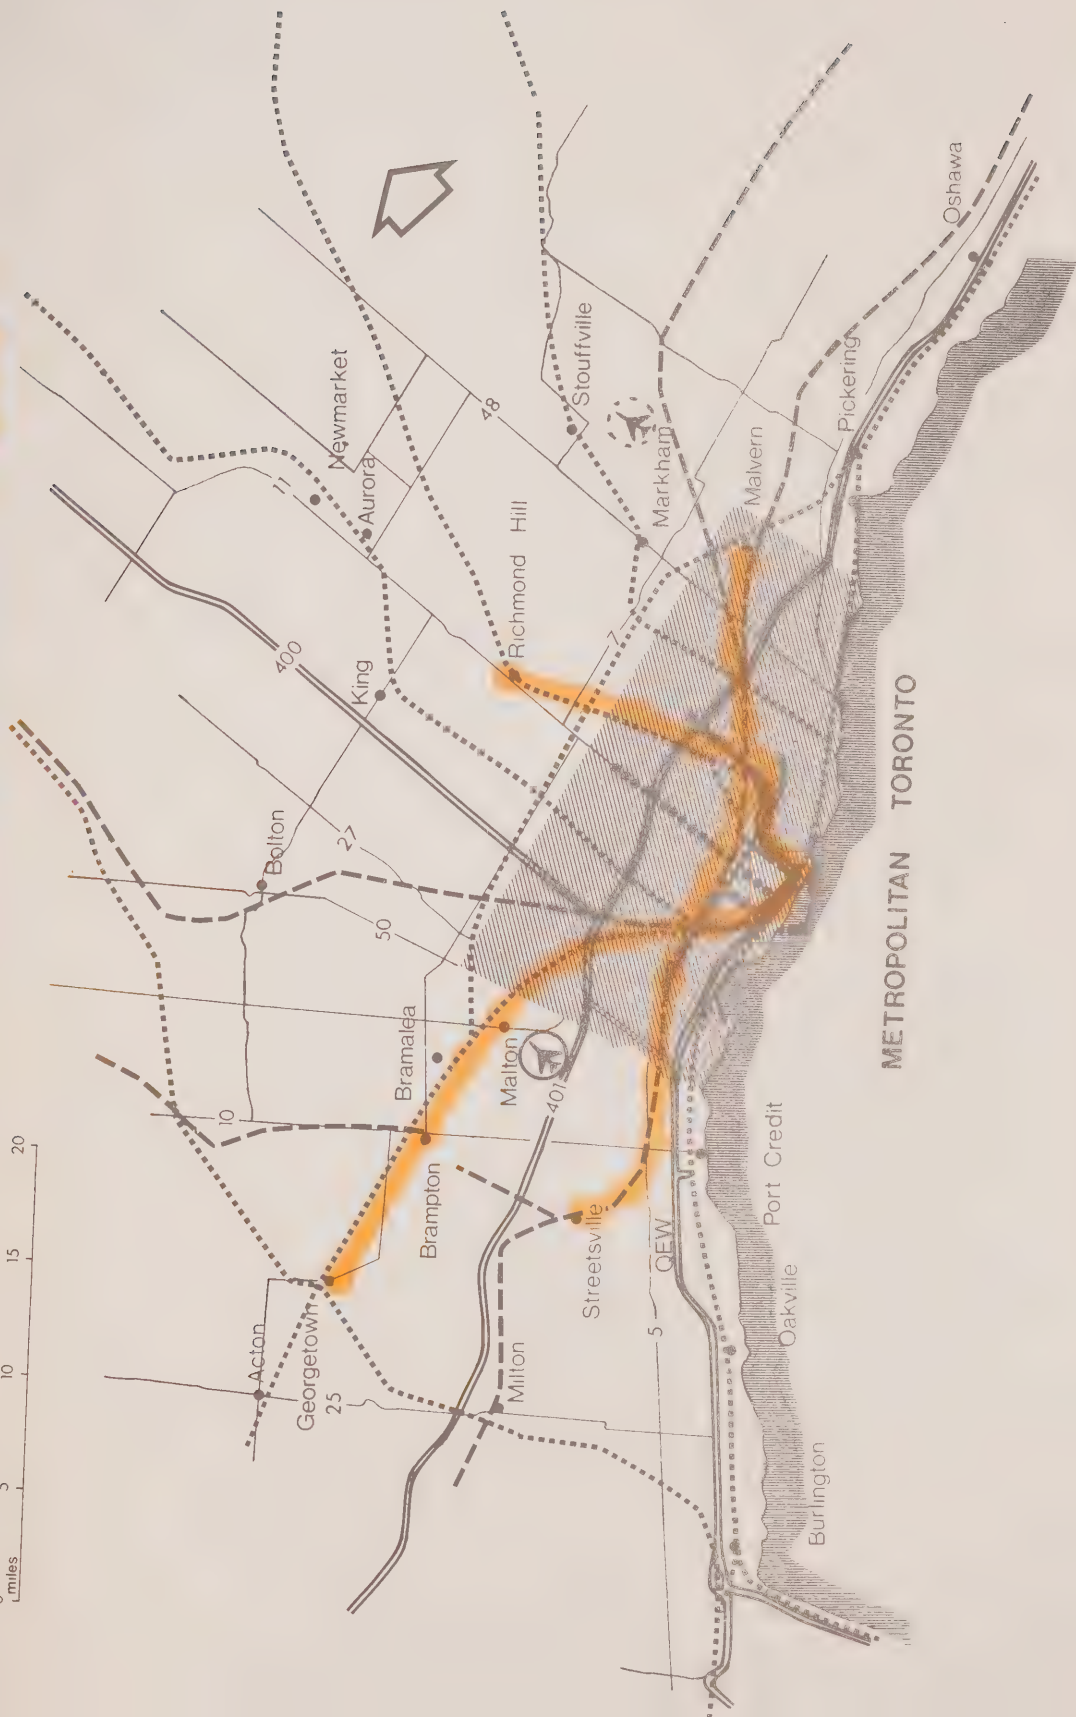 miles
5
10
15
20
Acton
Georgetown
25
Milton
Brampton
Bramalea
10
Malton
401
Streetsville
5
QEW
Burlington
Oakville
Port Credit
Bolton
50
27
King
400
11
Newmarket
Aurora
Richmond Hill
7
48
Stouffville
Markham
Malvern
Pickering
Oshawa
METROPOLITAN TORONTO